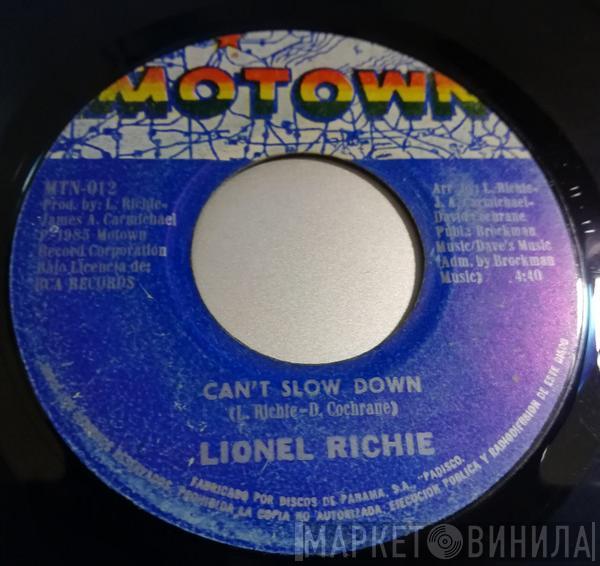 MOTOWN
MTN-012
Prod. by: L. Richie-
James A. Carmichael
1985 Motown
Record Corporation
Bajo Licencia de:
RCA RECORDS
Arr. by: L. Richie-
J. A. Carmichael-
David Cochrane
Publ: Brockman
Music/Dave's Music
(Adm. by Brockman
Music) 4:40
CAN'T SLOW DOWN
(L. Richie-D. Cochrane)
LIONEL RICHIE
RESERVADOS. PROHIBIDA LA COPIA NO AUTORIZADA, EJECUCION PUBLICA Y RADIODIFUSION DE ESTE DISCO
FABRICADO POR DISCOS DE PANAMA, S.A., "PADISCO.
МАРКЕТ ВИНИЛА